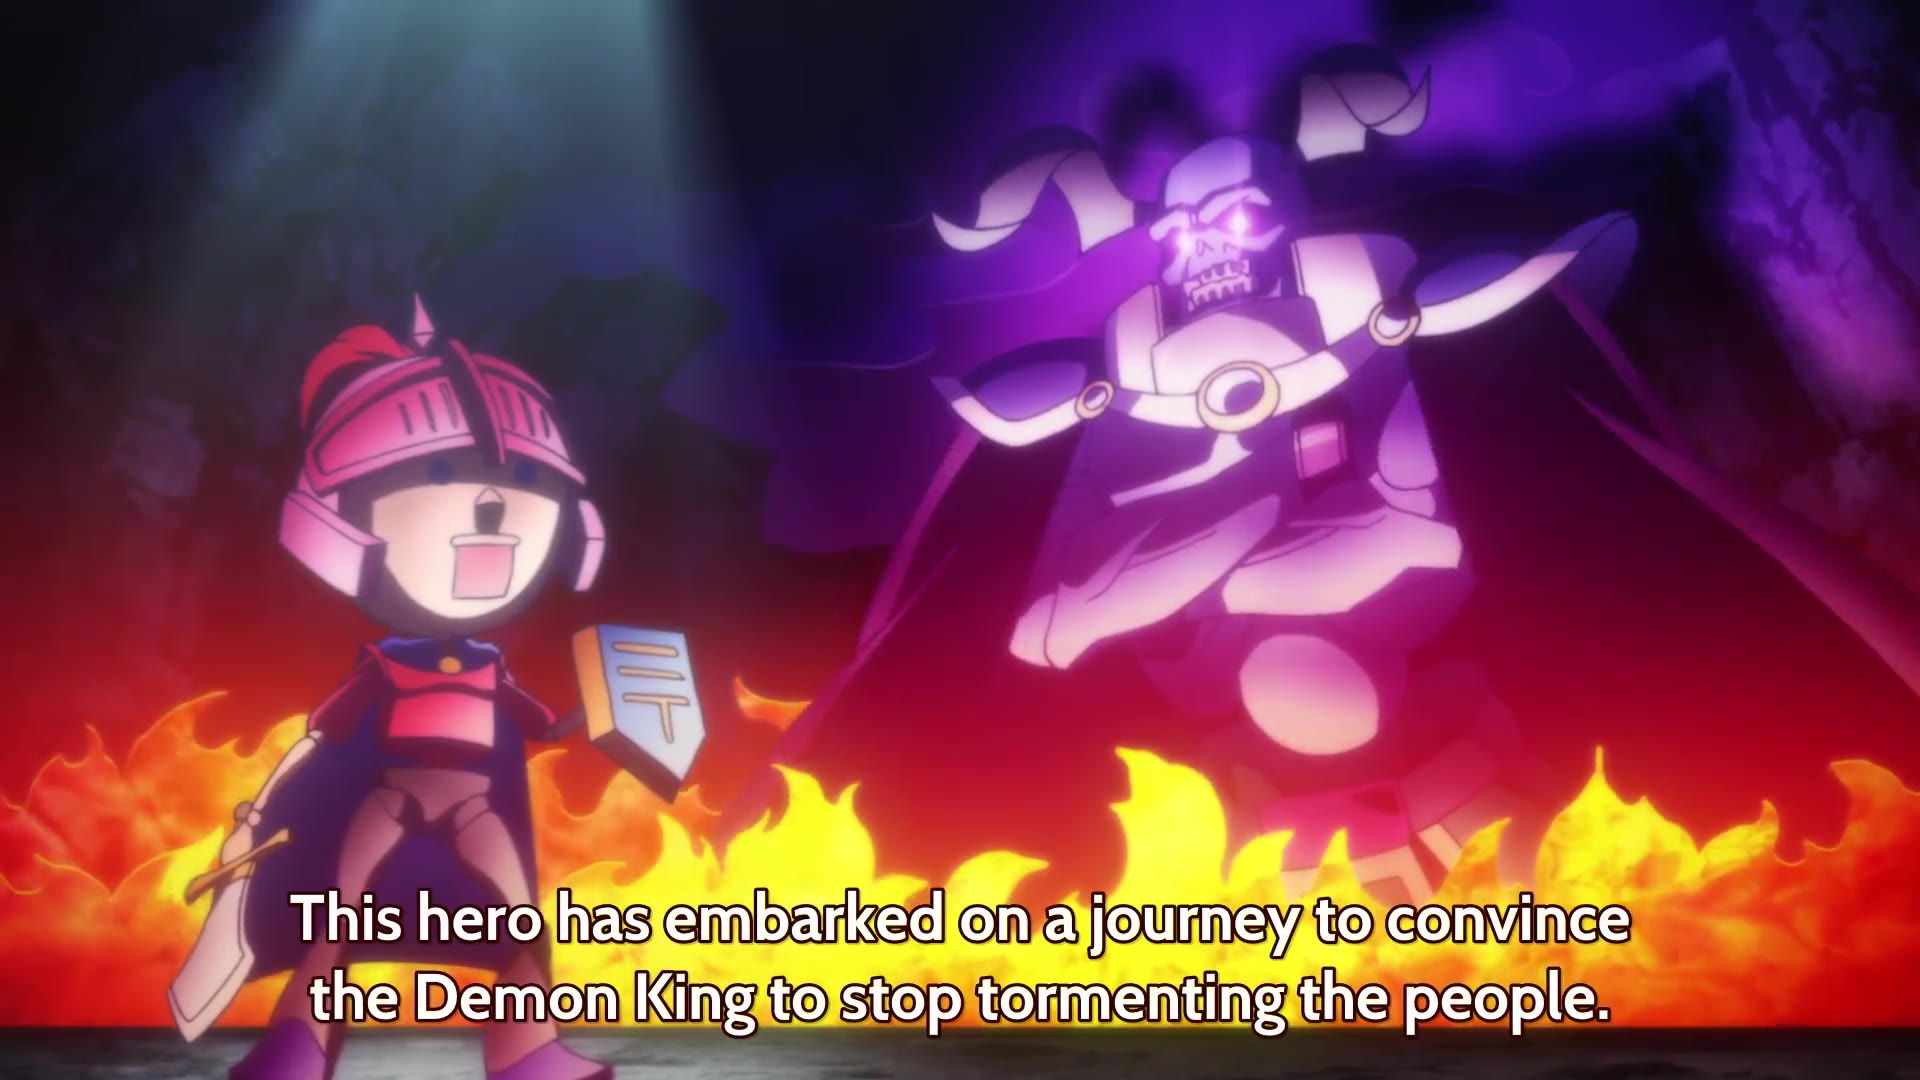 This hero has embarked on a journey to convince
the Demon King to stop tormenting the people.